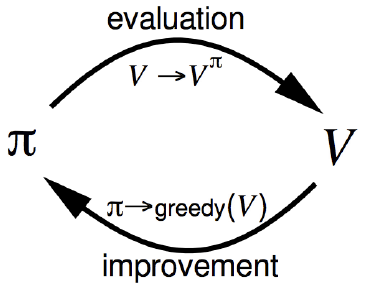 evaluation
V → V^π
π
V
π → greedy(V)
improvement